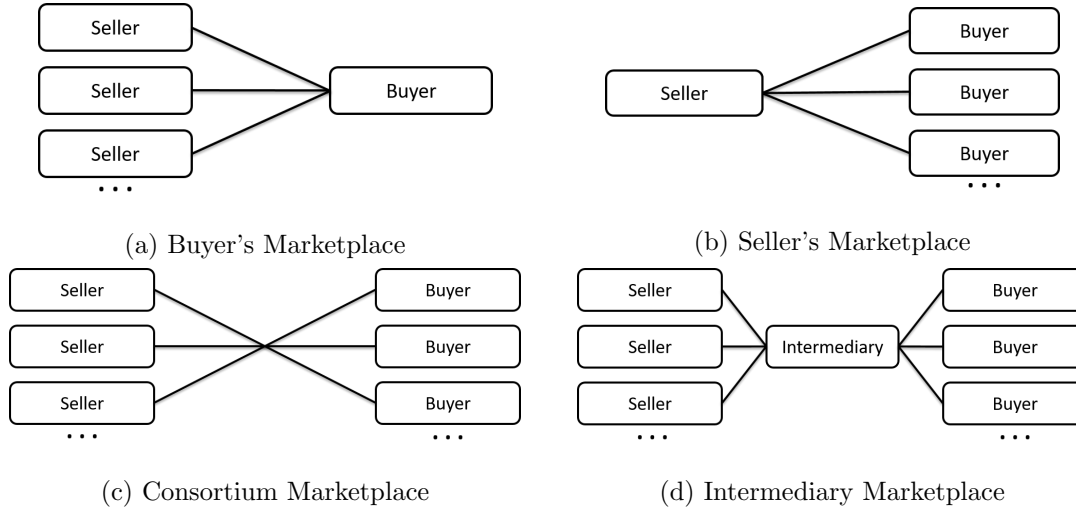 Seller
Seller
Seller
...
Buyer
(a) Buyer's Marketplace
Seller
Buyer
Buyer
Buyer
...
(b) Seller's Marketplace
Seller
Seller
Seller
...
Buyer
Buyer
Buyer
...
(c) Consortium Marketplace
Seller
Seller
Seller
...
Intermediary
Buyer
Buyer
Buyer
...
(d) Intermediary Marketplace